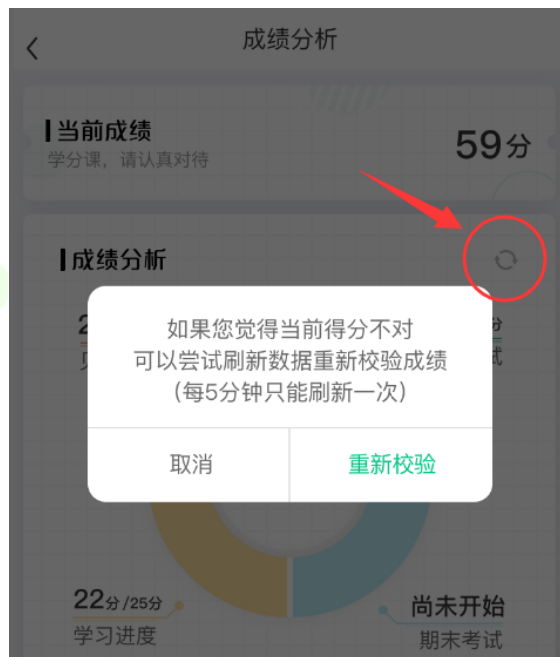 成绩分析
当前成绩
学分课，请认真对待
59分
成绩分析
如果您觉得当前得分不对
可以尝试刷新数据重新校验成绩
（每5分钟只能刷新一次）
取消
重新校验
22分/25分
学习进度
尚未开始
期末考试